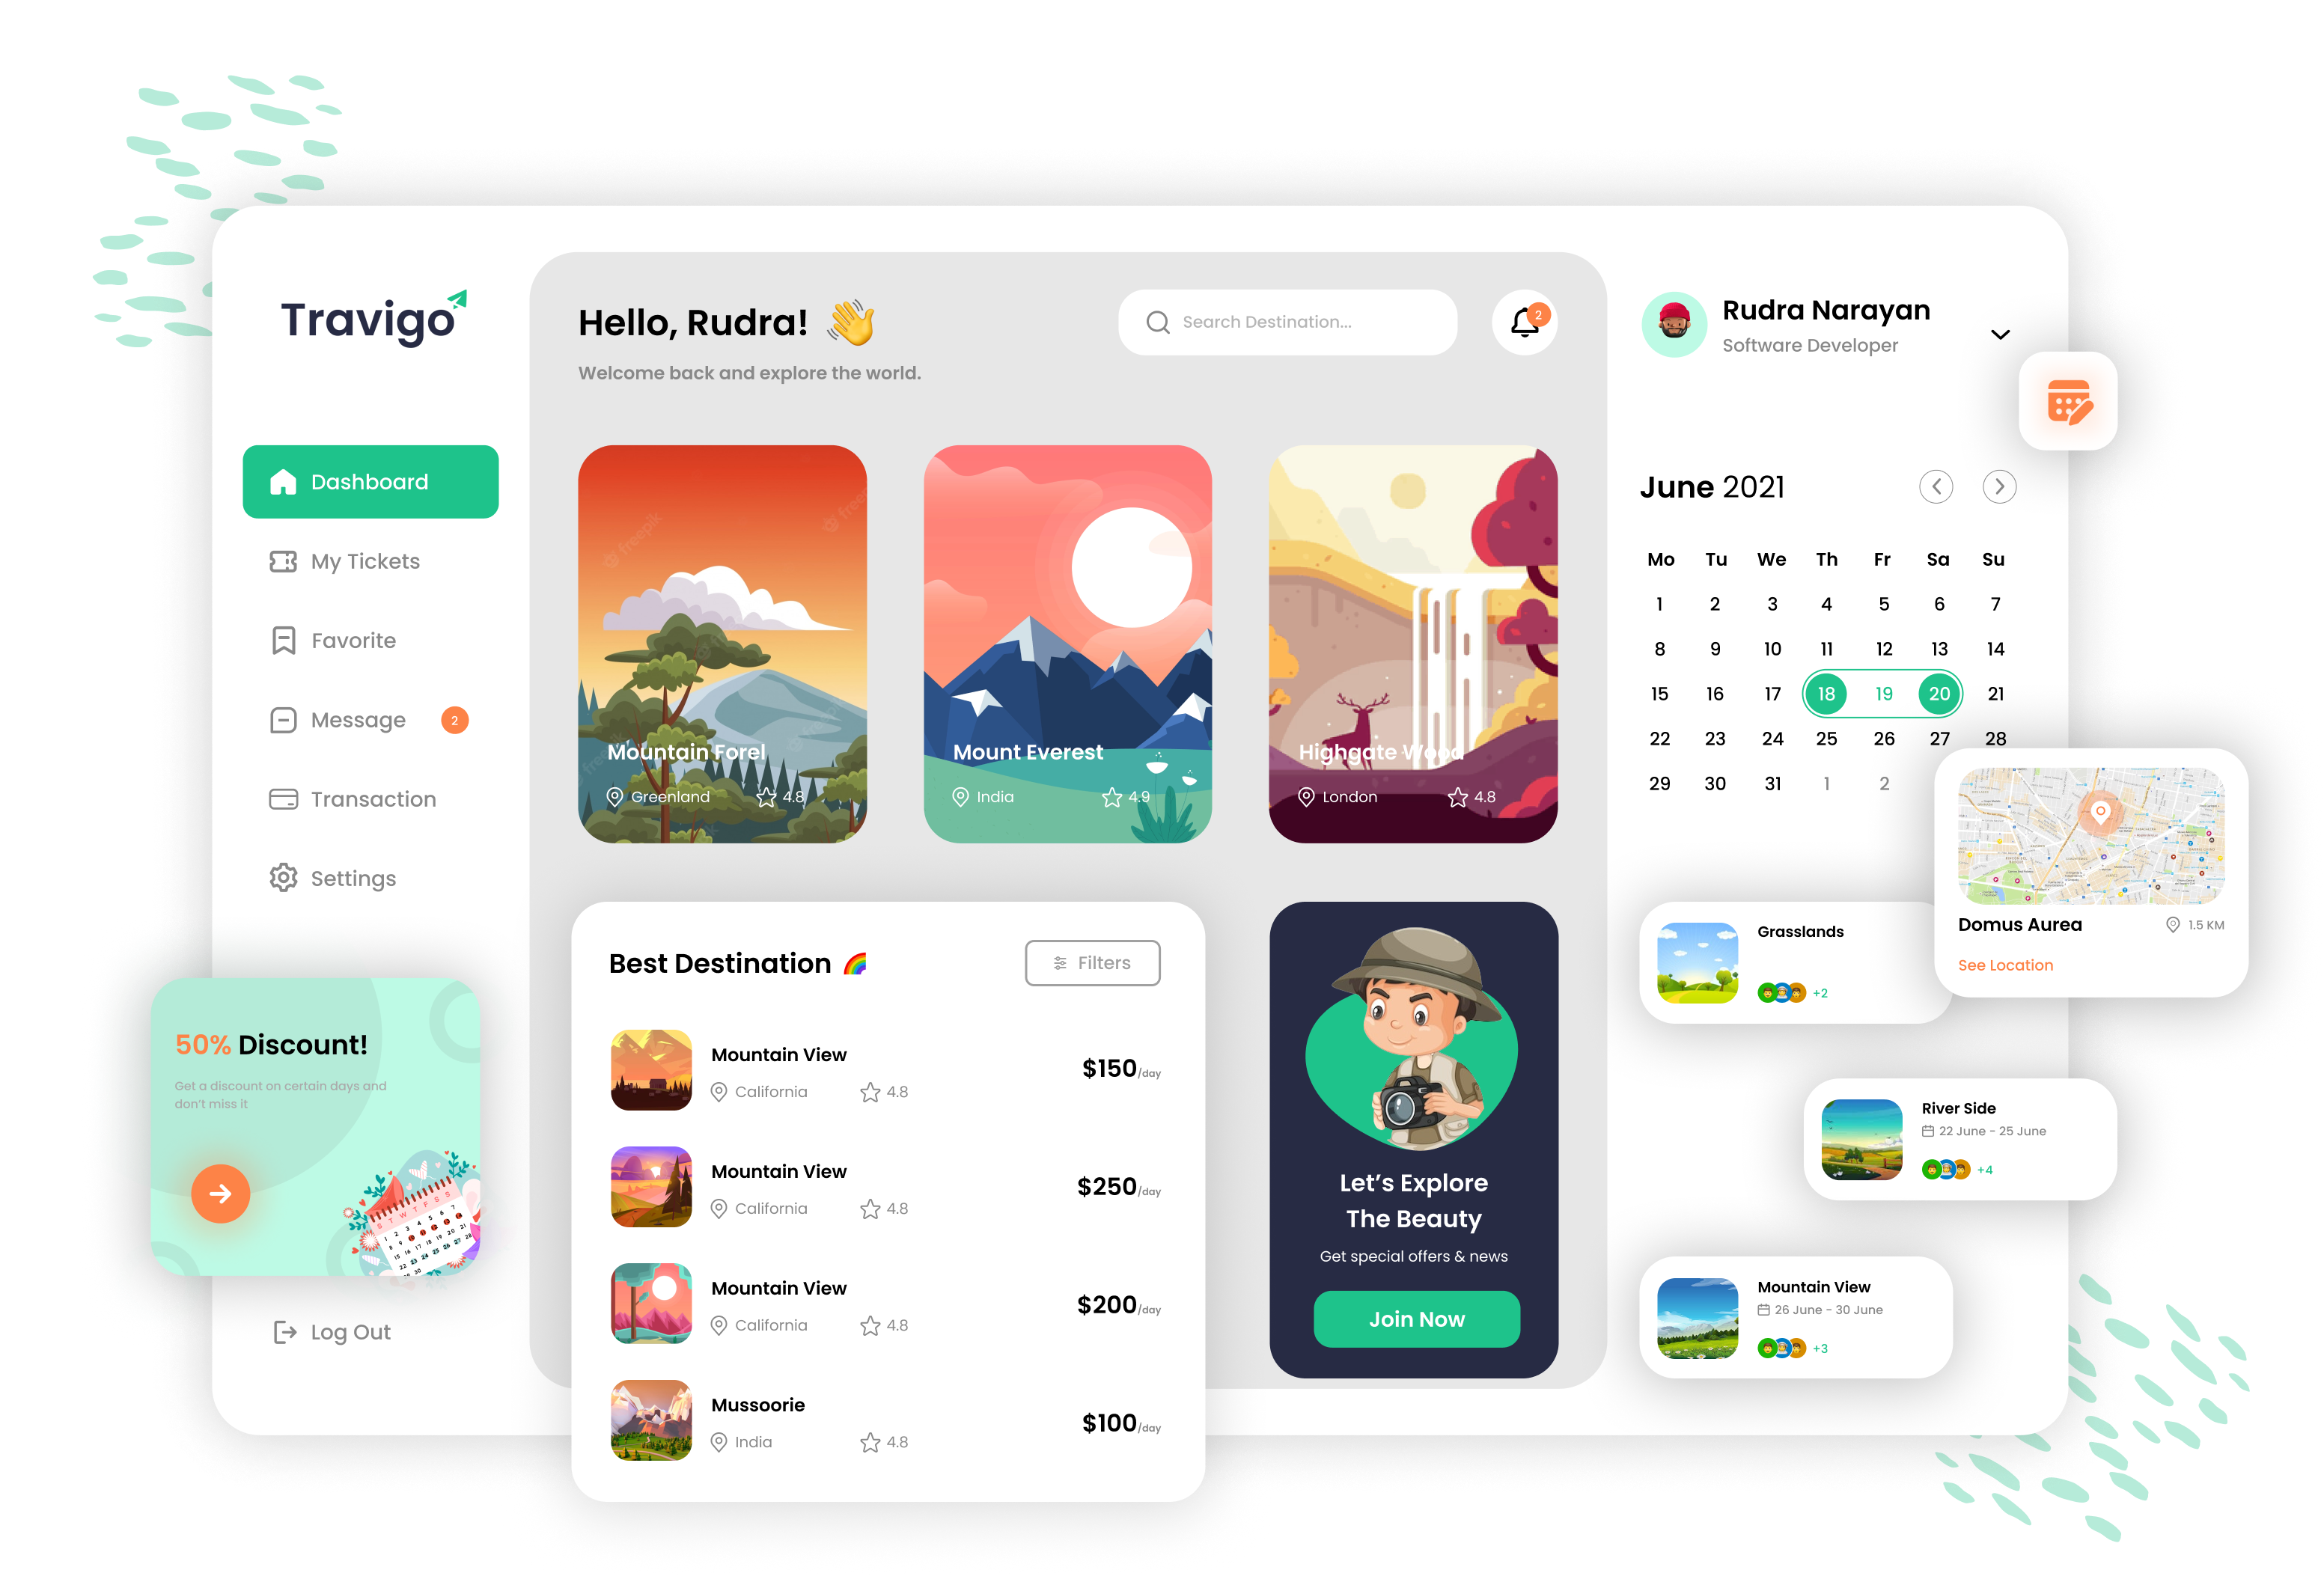 Travigo
Dashboard
My Tickets
Favorite
Message 2
Transaction
Settings
50% Discount!
Get a discount on certain days and
don't miss it
Log Out
Hello, Rudra! 👋
Welcome back and explore the world.
Search Destination...
2
freepik
Mountain Forel
Greenland 4.8
Mount Everest
India 4.9
Highgate Wood
London 4.8
Best Destination 🌈
Filters
Mountain View
California 4.8
$150/day
Mountain View
California 4.8
$250/day
Mountain View
California 4.8
$200/day
Mussoorie
India 4.8
$100/day
Let's Explore
The Beauty
Get special offers & news
Join Now
Rudra Narayan
Software Developer
June 2021
Mo Tu We Th Fr Sa Su
1 2 3 4 5 6 7
8 9 10 11 12 13 14
15 16 17 18 19 20 21
22 23 24 25 26 27 28
29 30 31 1 2
Domus Aurea 1.5 KM
See Location
Grasslands
+2
River Side
22 June - 25 June
+4
Mountain View
26 June - 30 June
+3